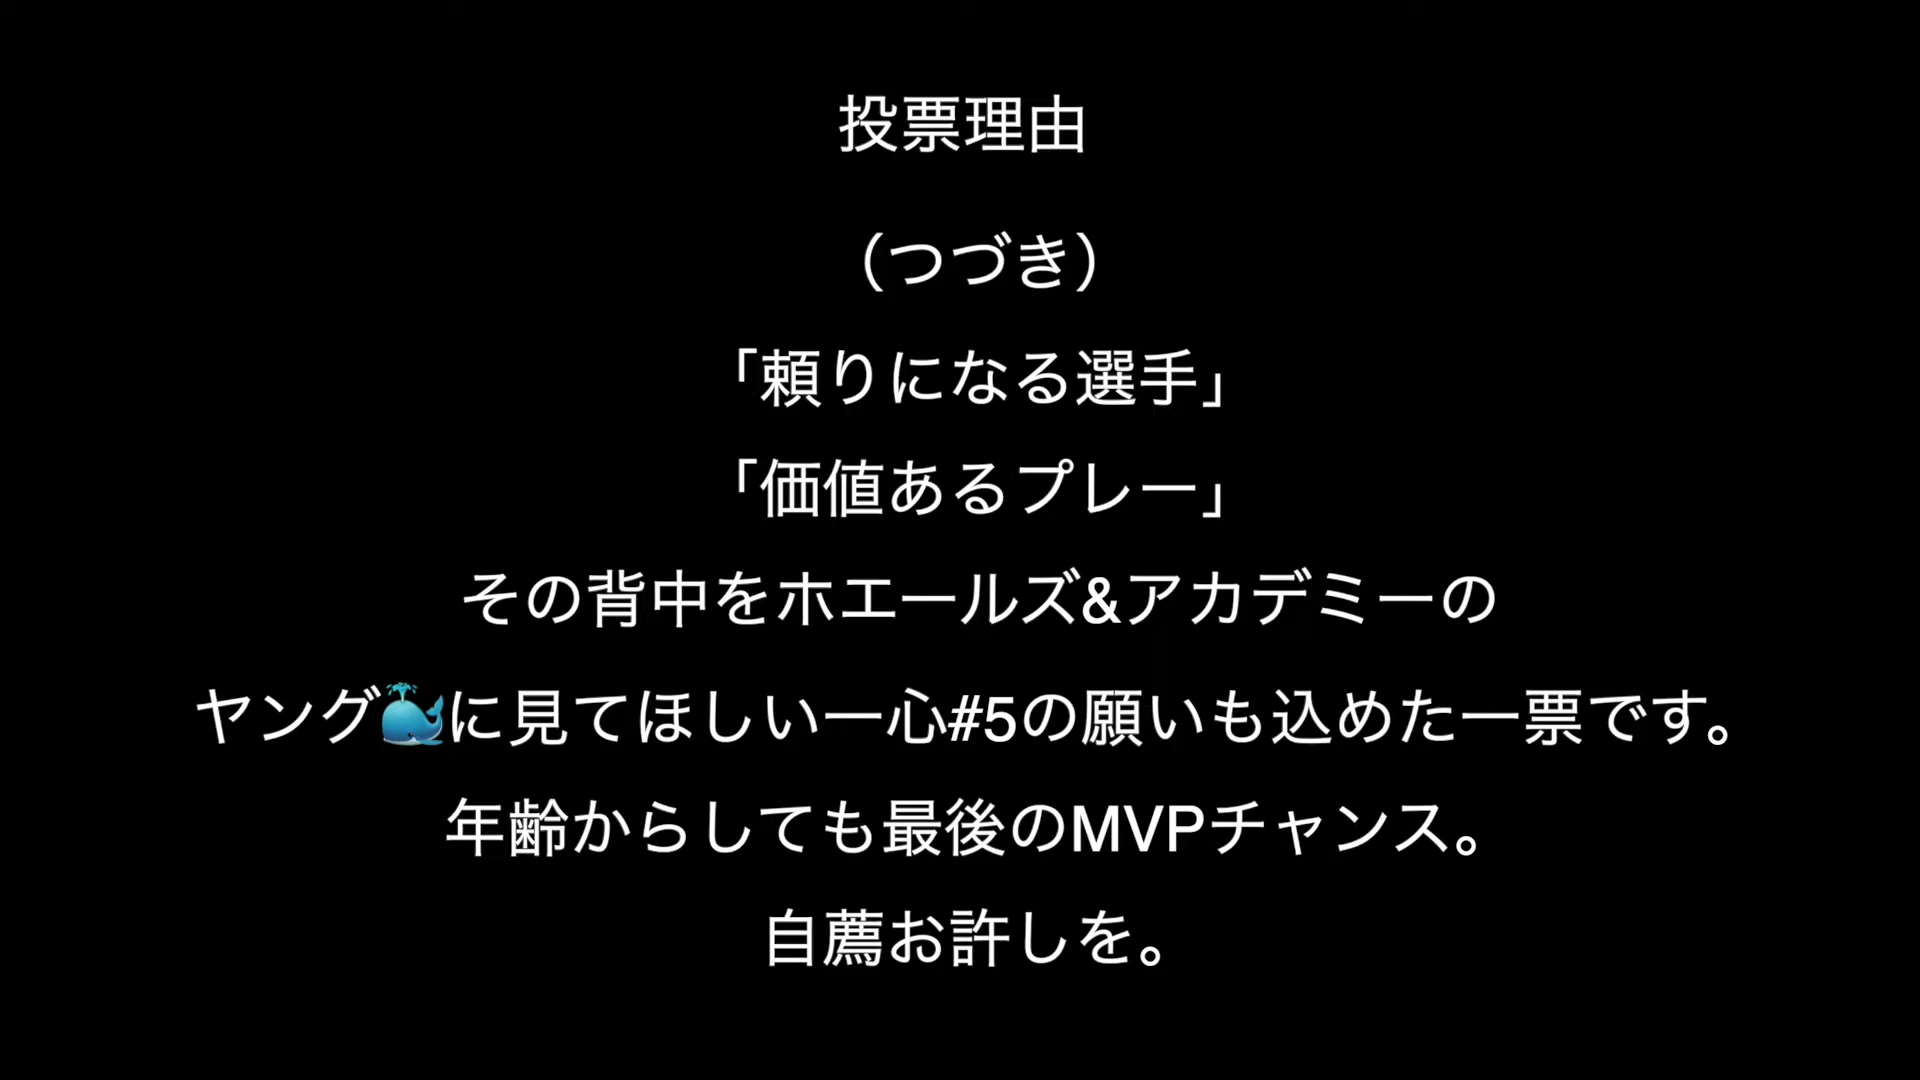 投票理由
（つづき）
「頼りになる選手」
「価値あるプレー」
その背中をホエールズ&アカデミーの
ヤング🐳に見てほしい一心#5の願いも込めた一票です。
年齢からしても最後のMVPチャンス。
自薦お許しを。